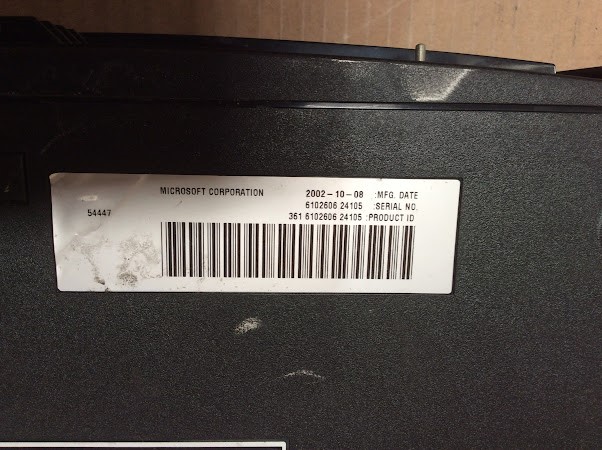 MICROSOFT CORPORATION
2002-10-08 :MFG. DATE
54447
6102606 24105 :SERIAL NO.
361 6102606 24105 :PRODUCT ID